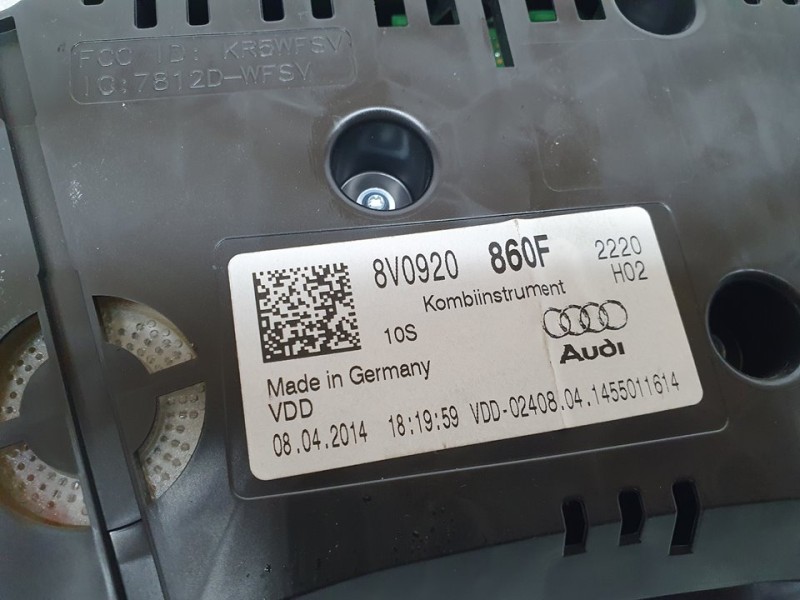 FCC ID: KR5WFSV
IC:7812D-WFSV
8V0920 860F 2220
Kombiinstrument H02
10S
Audi
Made in Germany
VDD
08.04.2014 18:19:59 VDD-02408.04.1455011614